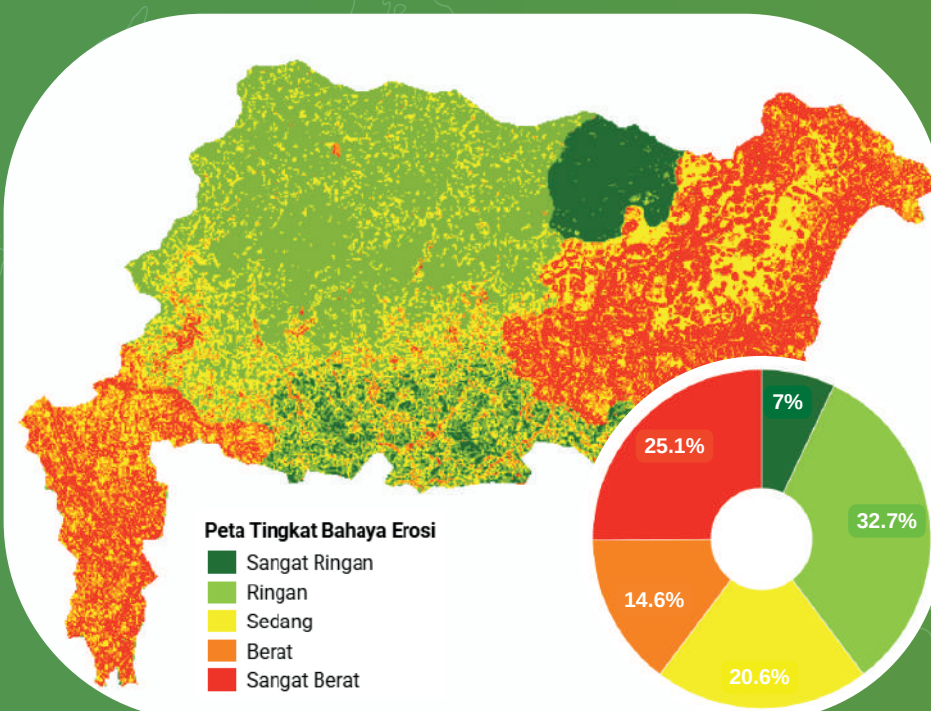 Peta Tingkat Bahaya Erosi
Sangat Ringan
Ringan
Sedang
Berat
Sangat Berat
7%
32.7%
20.6%
14.6%
25.1%